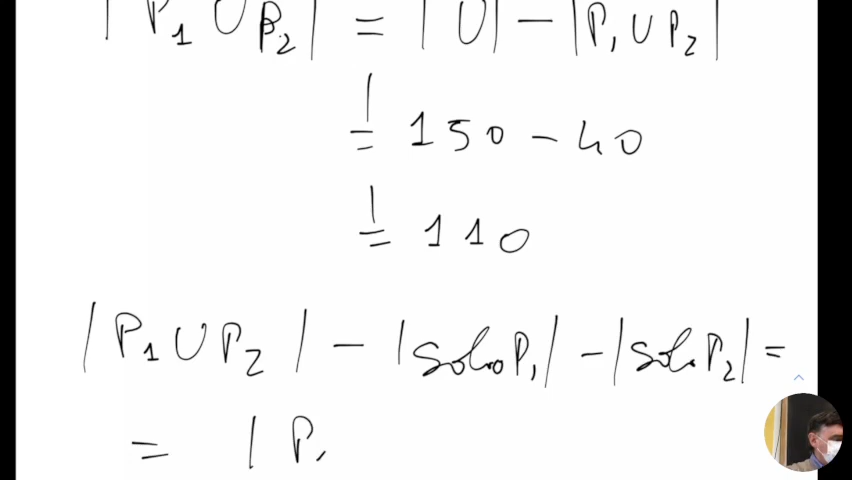 | P₁ ∪ P₂ | = | U | - | P₁ ∪ P₂ |
!= 150 - 40
!= 110
| P₁ ∪ P₂ | - | solo P₁ | - | solo P₂ | =
= | P₁